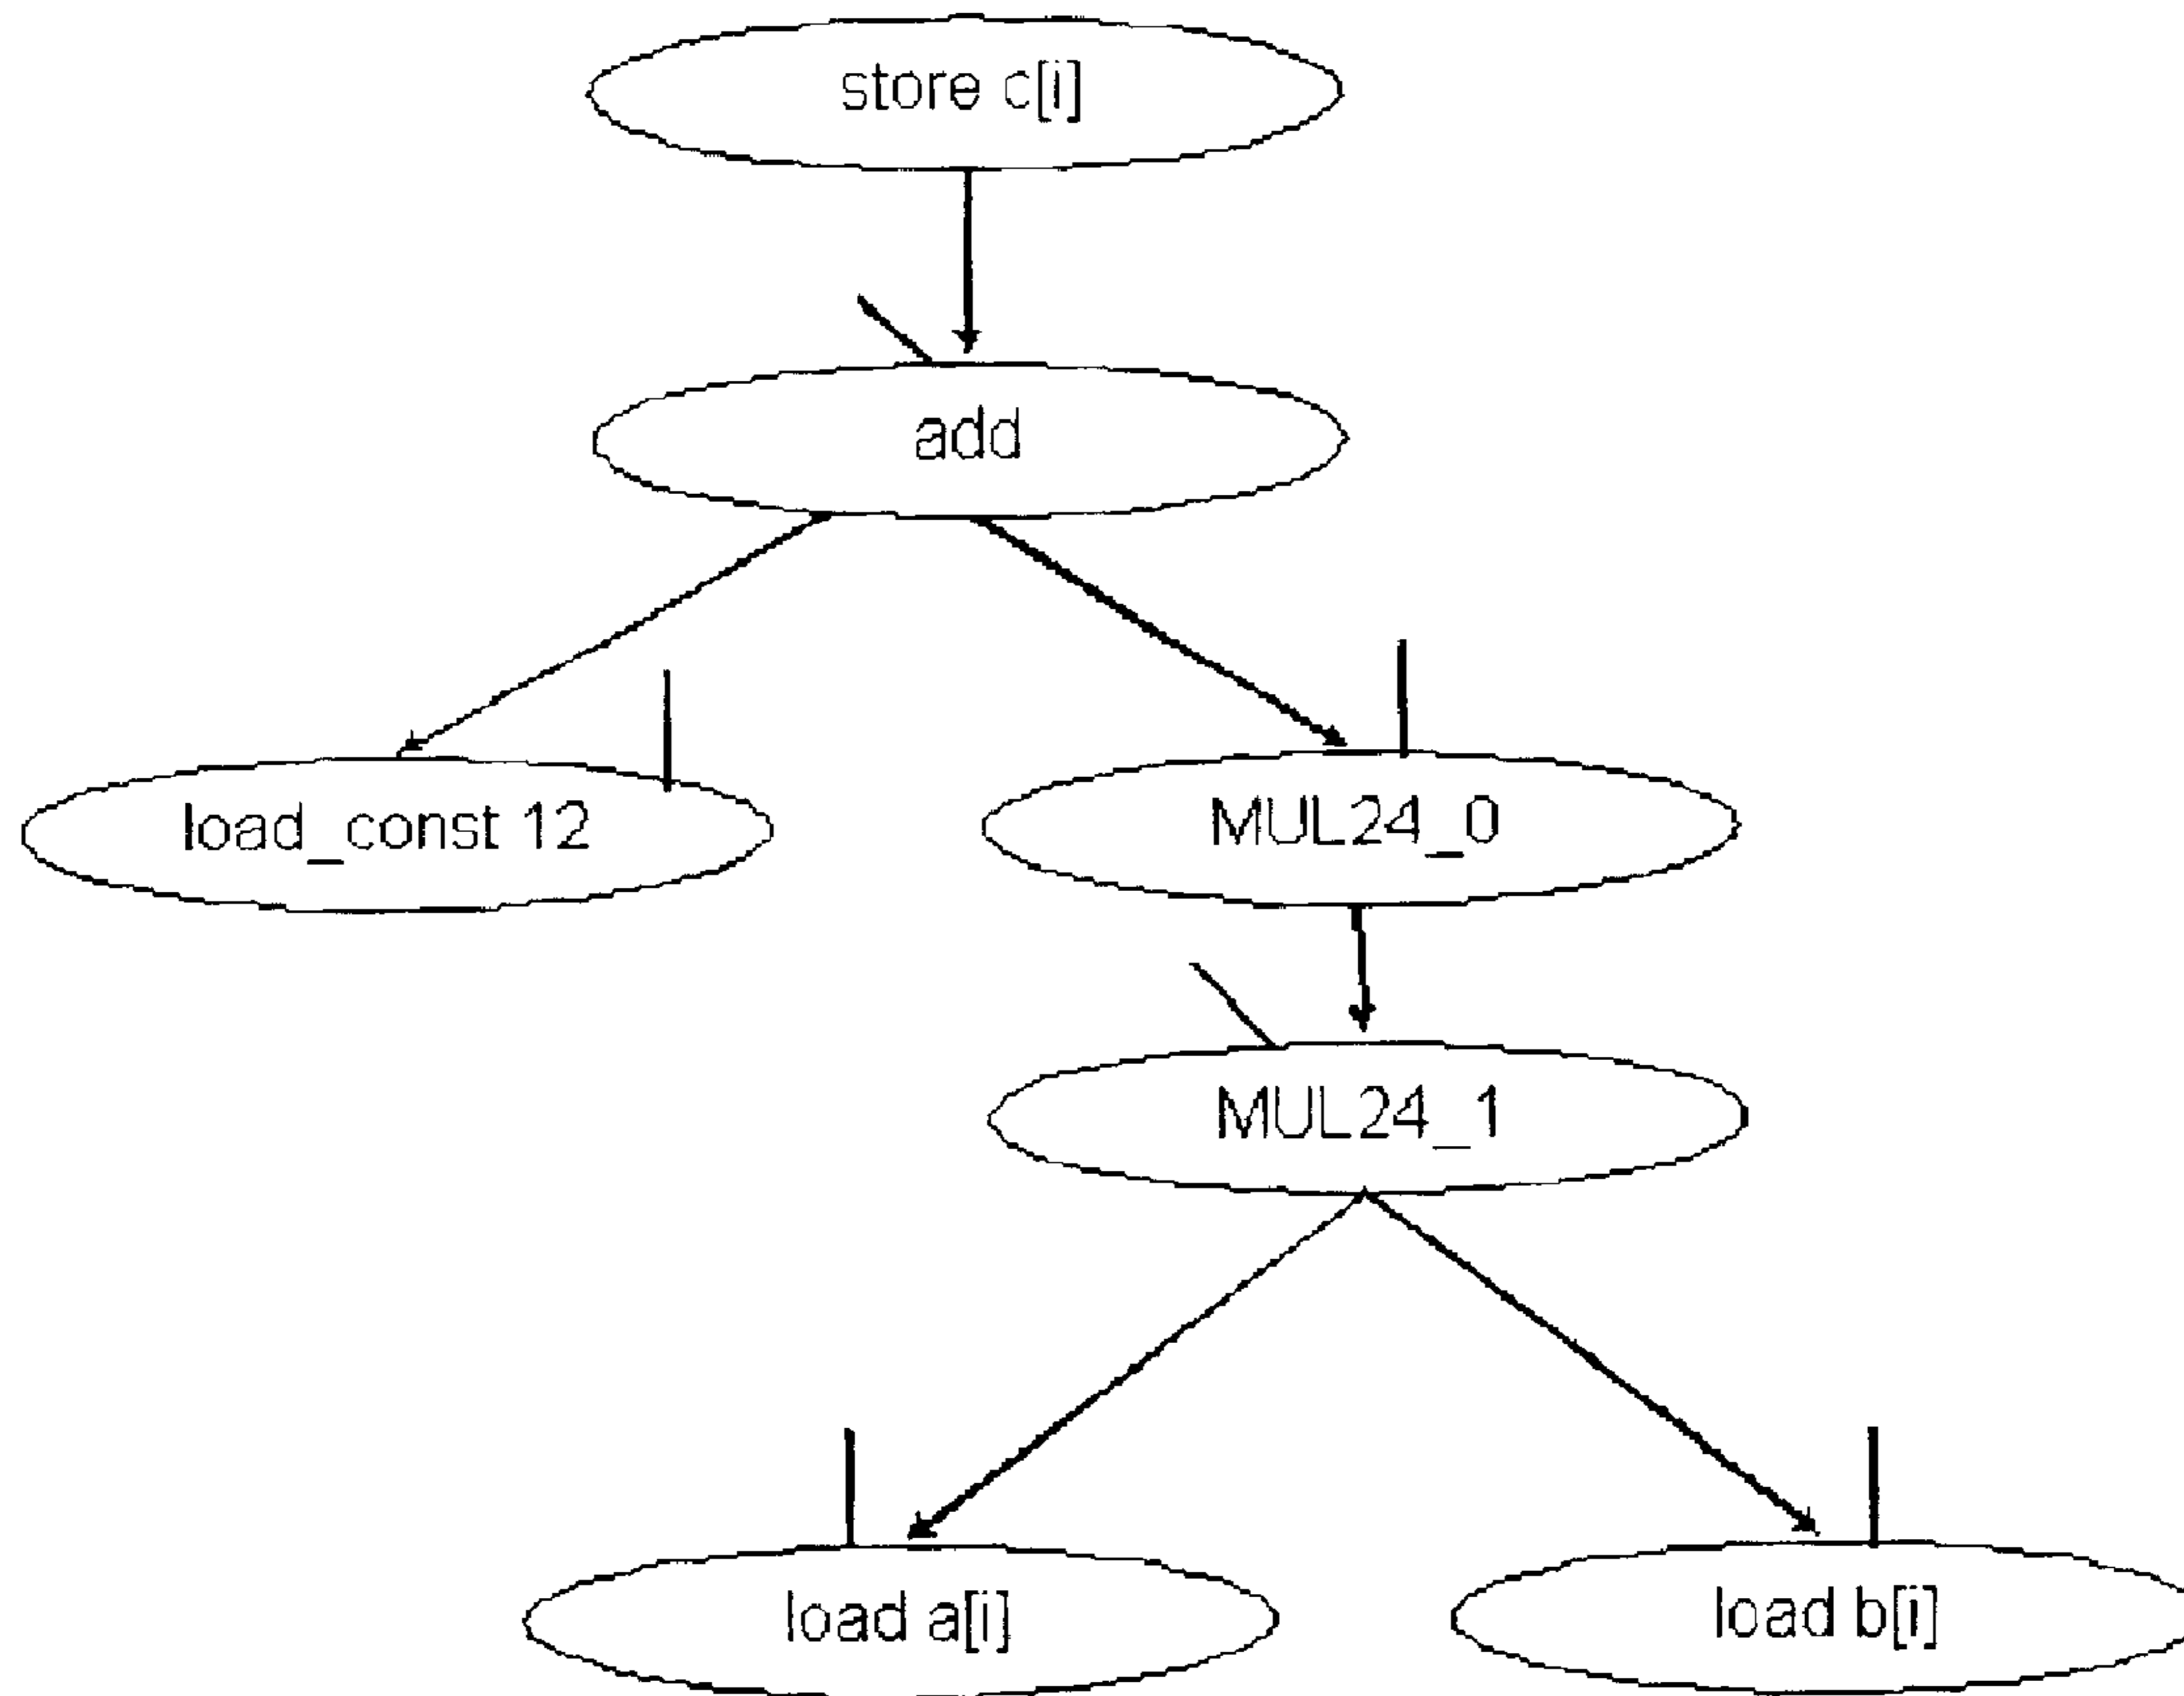 store c[i]
add
load_const 12
MUL24_0
MUL24_1
load a[i]
load b[i]